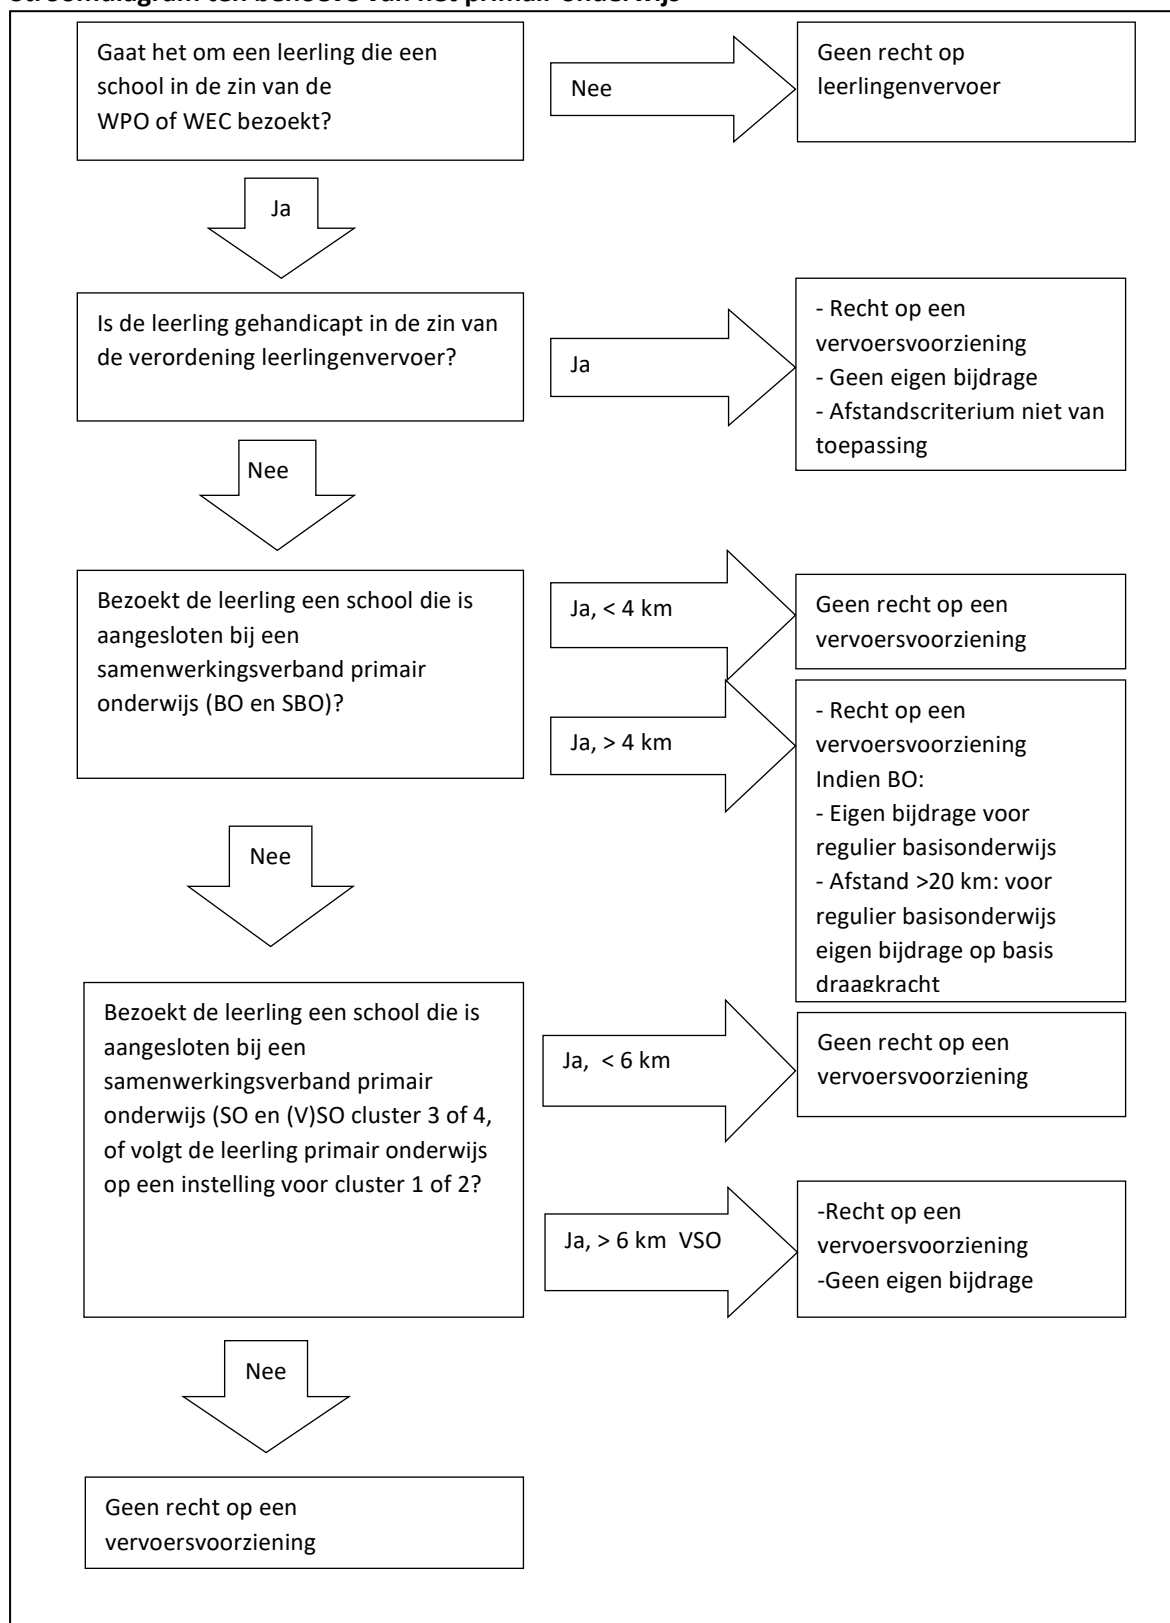 Stroomdiagram ten behoeve van het primair onderwijs
Gaat het om een leerling die een
school in de zin van de
WPO of WEC bezoekt?
Nee
Geen recht op
leerlingenvervoer
Ja
Is de leerling gehandicapt in de zin van
de verordening leerlingenvervoer?
Ja
- Recht op een
vervoersvoorziening
- Geen eigen bijdrage
- Afstandscriterium niet van
toepassing
Nee
Bezoekt de leerling een school die is
aangesloten bij een
samenwerkingsverband primair
onderwijs (BO en SBO)?
Ja, < 4 km
Geen recht op een
vervoersvoorziening
Ja, > 4 km
- Recht op een
vervoersvoorziening
Indien BO:
- Eigen bijdrage voor
regulier basisonderwijs
- Afstand >20 km: voor
regulier basisonderwijs
eigen bijdrage op basis
draagkracht
Nee
Bezoekt de leerling een school die is
aangesloten bij een
samenwerkingsverband primair
onderwijs (SO en (V)SO cluster 3 of 4,
of volgt de leerling primair onderwijs
op een instelling voor cluster 1 of 2?
Ja,  < 6 km
Geen recht op een
vervoersvoorziening
Ja, > 6 km  VSO
-Recht op een
vervoersvoorziening
-Geen eigen bijdrage
Nee
Geen recht op een
vervoersvoorziening